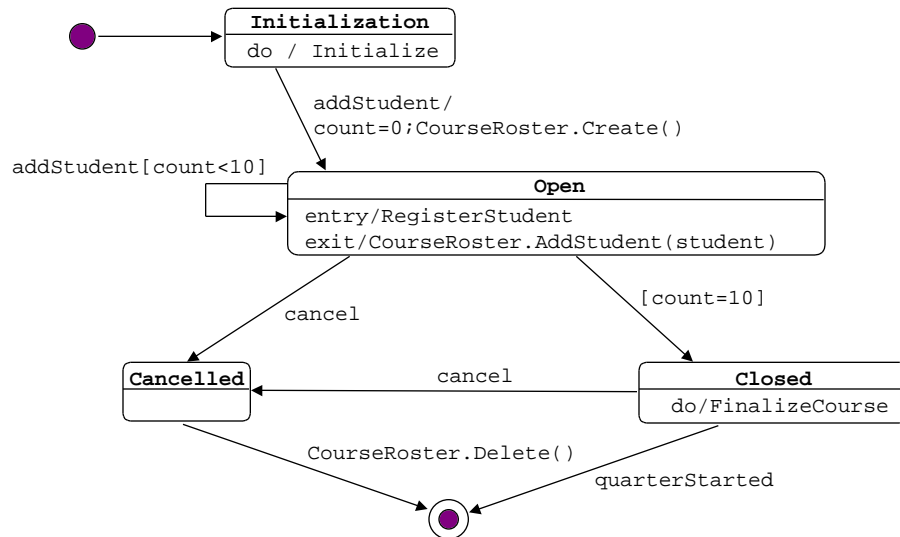 Initialization
do / Initialize
addStudent/
count=0;CourseRoster.Create()
addStudent[count<10]
Open
entry/RegisterStudent
exit/CourseRoster.AddStudent(student)
cancel
[count=10]
Cancelled
cancel
Closed
do/FinalizeCourse
CourseRoster.Delete()
quarterStarted